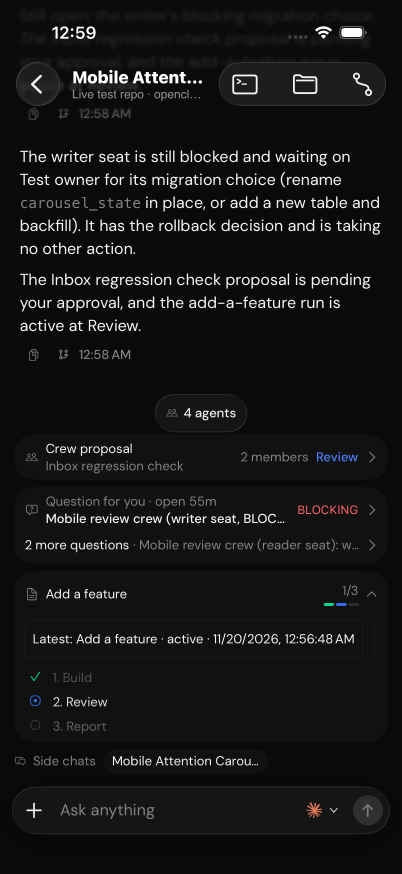 12:59
Mobile Attent...
Live test repo · opencl...
12:58 AM
The writer seat is still blocked and waiting on
Test owner for its migration choice (rename
carousel_state in place, or add a new table and
backfill). It has the rollback decision and is taking
no other action.
The Inbox regression check proposal is pending
your approval, and the add-a-feature run is
active at Review.
12:58 AM
4 agents
Crew proposal
Inbox regression check
2 members Review
Question for you · open 55m
Mobile review crew (writer seat, BLOC...
BLOCKING
2 more questions · Mobile review crew (reader seat): w...
Add a feature
1/3
Latest: Add a feature · active · 11/20/2026, 12:56:48 AM
1. Build
2. Review
3. Report
Side chats
Mobile Attention Carou...
Ask anything